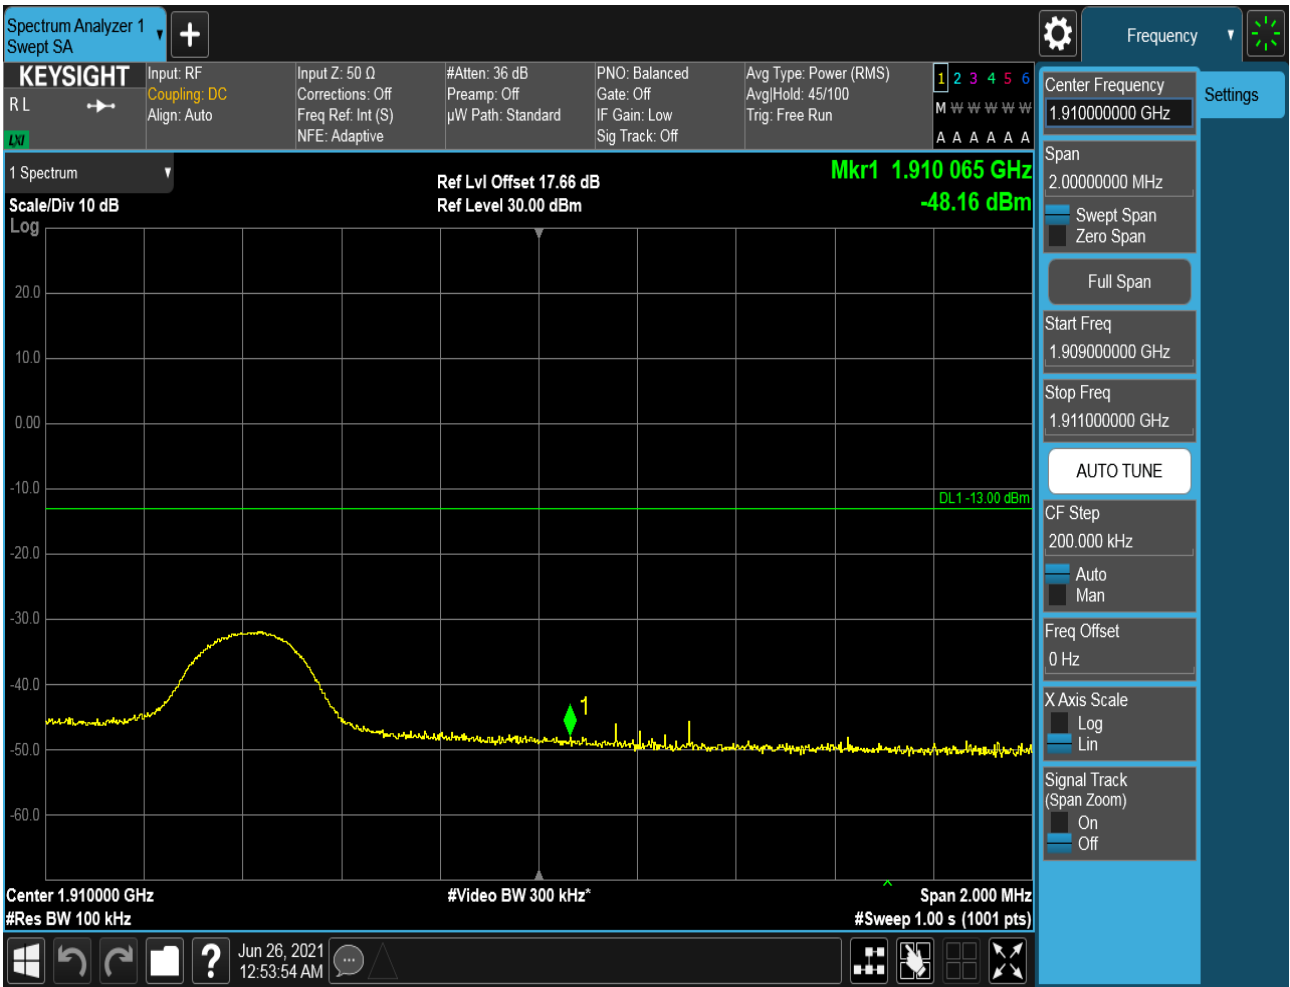 Spectrum Analyzer 1
Swept SA
Frequency
KEYSIGHT
R L
LXI
Input: RF
Coupling: DC
Align: Auto
Input Z: 50 Ω
Corrections: Off
Freq Ref: Int (S)
NFE: Adaptive
#Atten: 36 dB
Preamp: Off
µW Path: Standard
PNO: Balanced
Gate: Off
IF Gain: Low
Sig Track: Off
Avg Type: Power (RMS)
Avg|Hold: 45/100
Trig: Free Run
1 2 3 4 5 6
M W W W W W
A A A A A A
1 Spectrum
Scale/Div 10 dB
Log
Ref Lvl Offset 17.66 dB
Ref Level 30.00 dBm
Mkr1 1.910 065 GHz
-48.16 dBm
20.0
10.0
0.00
-10.0
DL1 -13.00 dBm
-20.0
-30.0
-40.0
1
-50.0
-60.0
Center 1.910000 GHz
#Video BW 300 kHz*
Span 2.000 MHz
#Res BW 100 kHz
#Sweep 1.00 s (1001 pts)
?
Jun 26, 2021
12:53:54 AM
Center Frequency
1.910000000 GHz
Settings
Span
2.00000000 MHz
Swept Span
Zero Span
Full Span
Start Freq
1.909000000 GHz
Stop Freq
1.911000000 GHz
AUTO TUNE
CF Step
200.000 kHz
Auto
Man
Freq Offset
0 Hz
X Axis Scale
Log
Lin
Signal Track
(Span Zoom)
On
Off